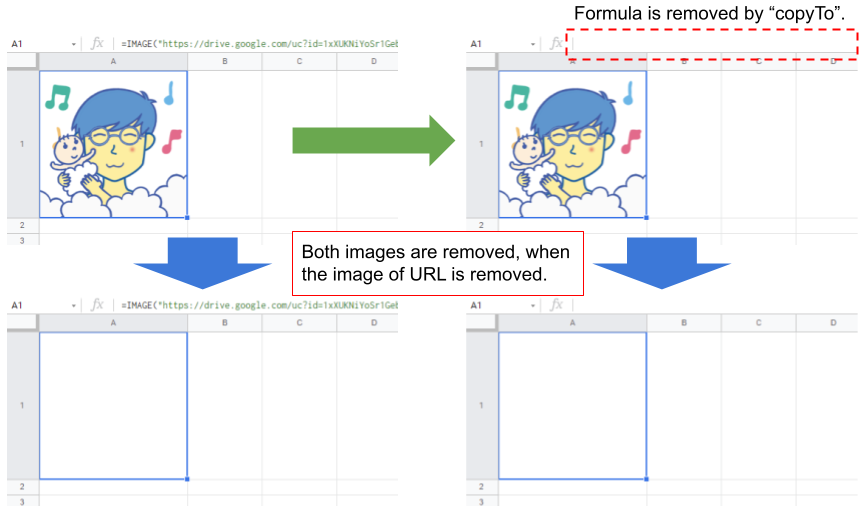 Formula is removed by “copyTo”.
A1 fx =IMAGE("https://drive.google.com/uc?id=1xXUKNiYoSr1Geb
A1 fx
A B C D
A B C D
1
1
2
2
3
3
Both images are removed, when
the image of URL is removed.
A1 fx =IMAGE("https://drive.google.com/uc?id=1xXUKNiYoSr1Geb
A1 fx
A B C D
A B C D
1
1
2
2
3
3